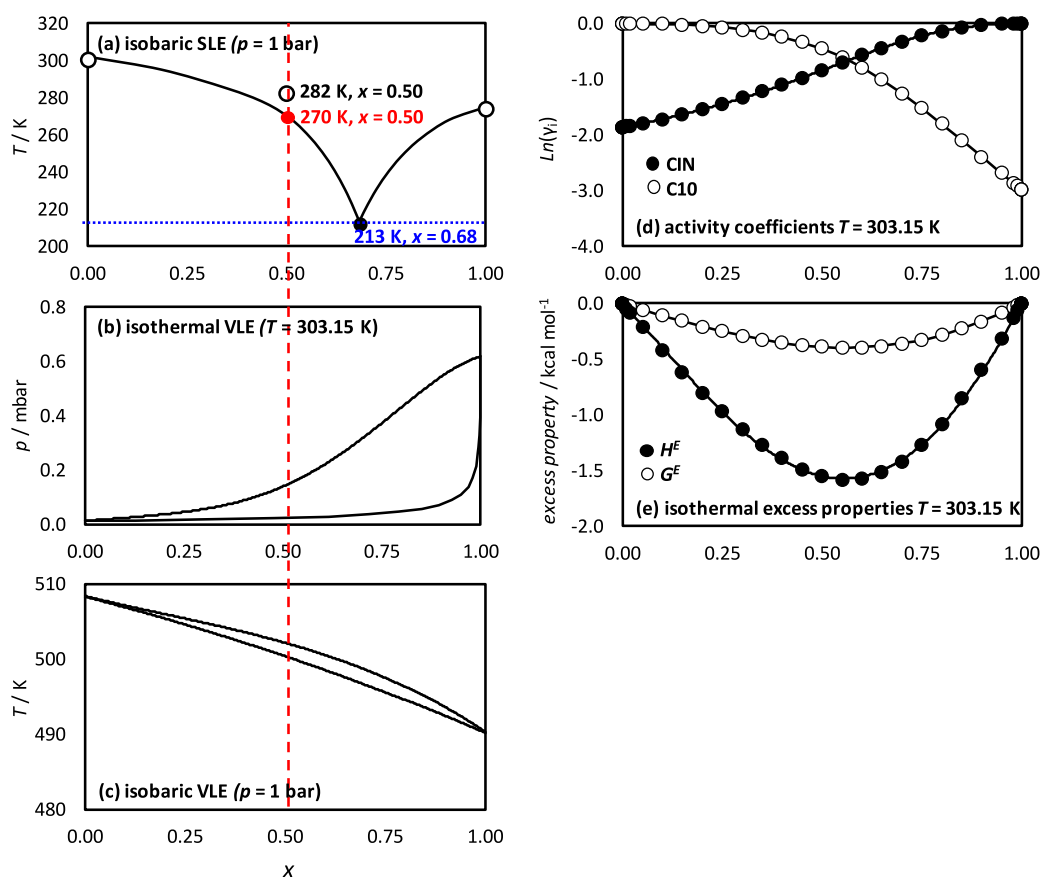 320
300
280
260
240
220
200
T / K
(a) isobaric SLE (p = 1 bar)
282 K, x = 0.50
270 K, x = 0.50
213 K, x = 0.68
0.00
0.25
0.50
0.75
1.00
0.8
0.6
0.4
0.2
0.0
p / mbar
(b) isothermal VLE (T = 303.15 K)
0.00
0.25
0.50
0.75
1.00
510
500
490
480
T / K
(c) isobaric VLE (p = 1 bar)
0.00
0.25
0.50
0.75
1.00
x
0.0
-1.0
-2.0
-3.0
-4.0
Ln(γi)
CIN
C10
(d) activity coefficients T = 303.15 K
0.00
0.25
0.50
0.75
1.00
0.0
-0.5
-1.0
-1.5
-2.0
excess property / kcal mol-1
HE
GE
(e) isothermal excess properties T = 303.15 K
0.00
0.25
0.50
0.75
1.00